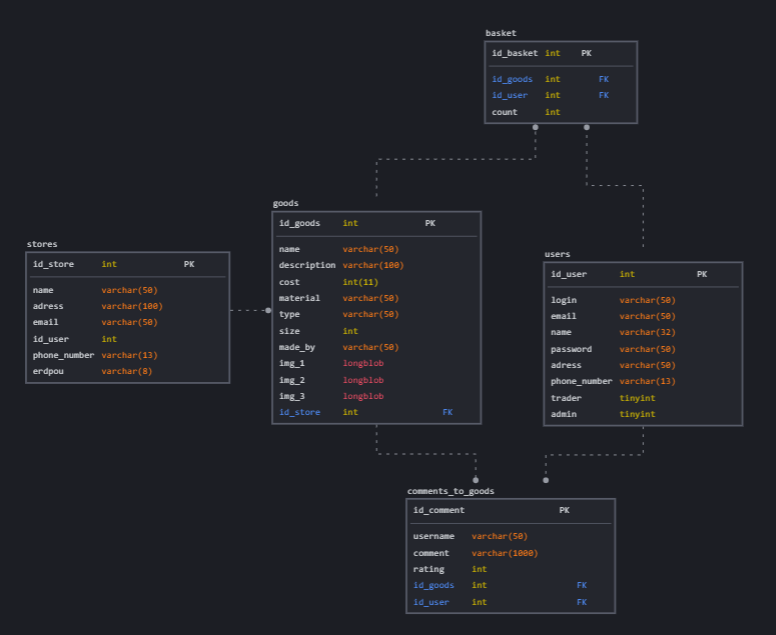 basket
id_basket int PK
id_goods int FK
id_user int FK
count int
goods
id_goods int PK
name varchar(50)
description varchar(100)
cost int(11)
material varchar(50)
type varchar(50)
size int
made_by varchar(50)
img_1 longblob
img_2 longblob
img_3 longblob
id_store int FK
stores
id_store int PK
name varchar(50)
adress varchar(100)
email varchar(50)
id_user int
phone_number varchar(13)
erdpou varchar(8)
users
id_user int PK
login varchar(50)
email varchar(50)
name varchar(32)
password varchar(50)
adress varchar(50)
phone_number varchar(13)
trader tinyint
admin tinyint
comments_to_goods
id_comment PK
username varchar(50)
comment varchar(1000)
rating int
id_goods int FK
id_user int FK